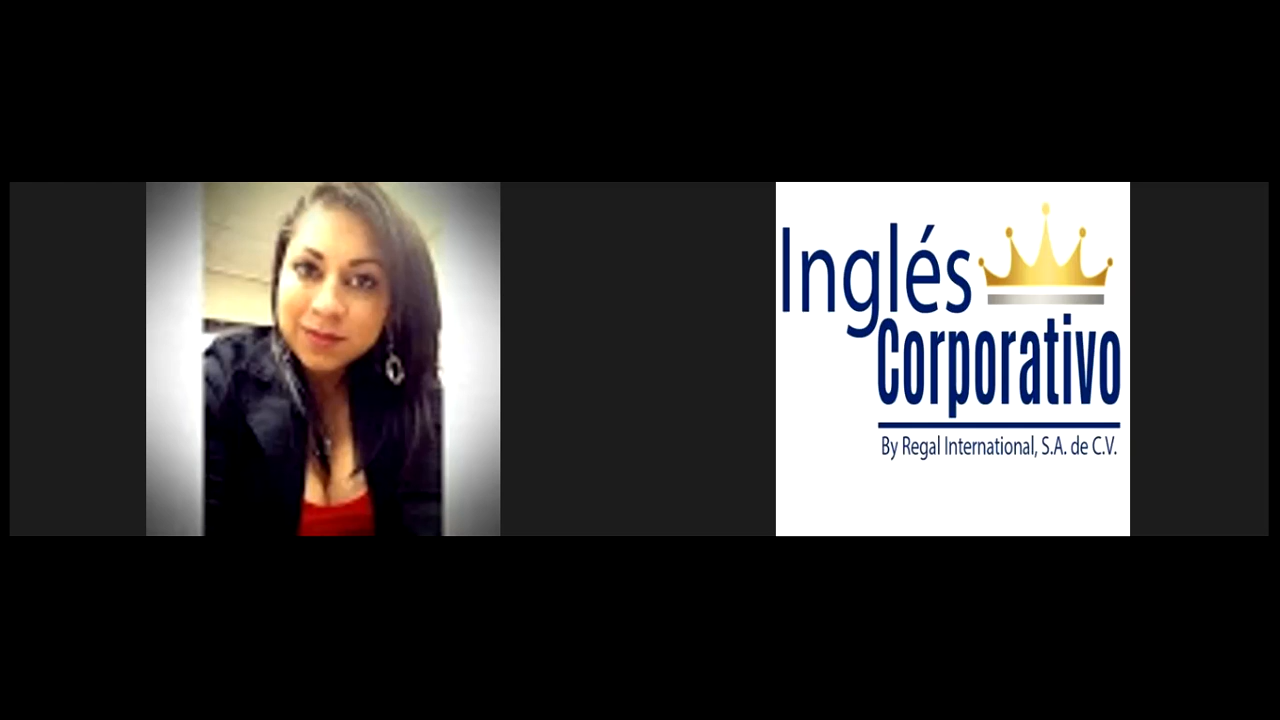 Inglés
Corporativo
By Regal International, S.A. de C.V.